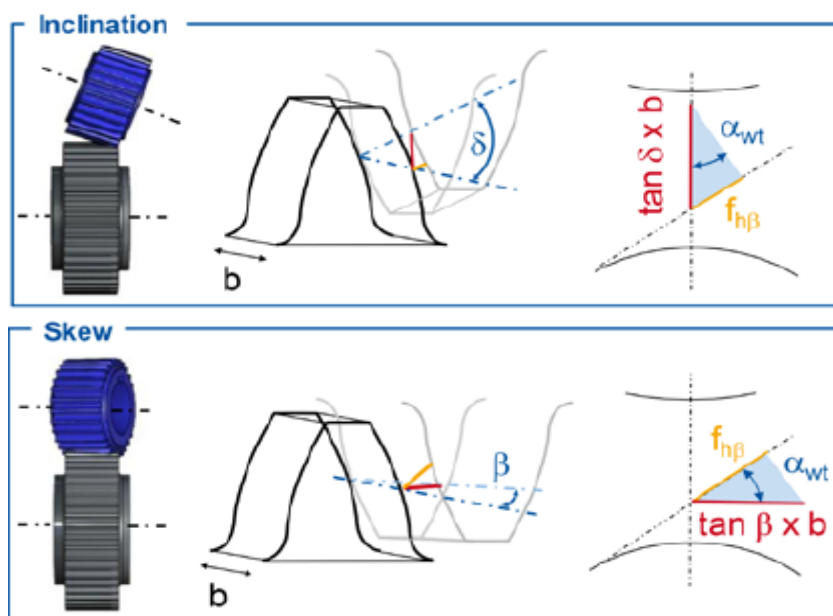 Inclination
δ
b
tan δ x b
α_wt
f_hβ
Skew
β
b
f_hβ
α_wt
tan β x b